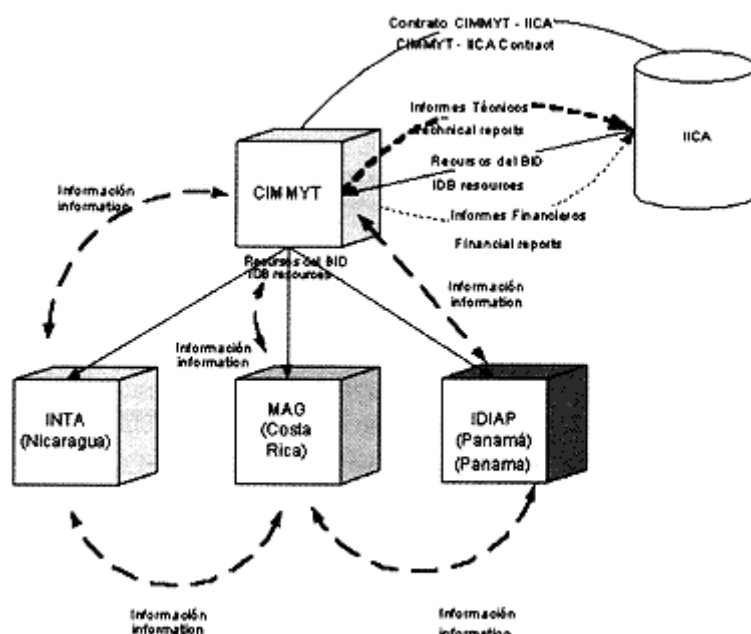 Contrato CIMMYT - IICA
CIMMYT - IICA Contract
Informes Técnicos
Technical reports
IICA
Recursos del BID
IDB resources
Informes Financieros
Financial reports
CIMMYT
Información
information
Recursos del BID
IDB resources
Información
information
Información
information
INTA
(Nicaragua)
MAG
(Costa
Rica)
IDIAP
(Panamá)
(Panama)
Información
information
Información
information